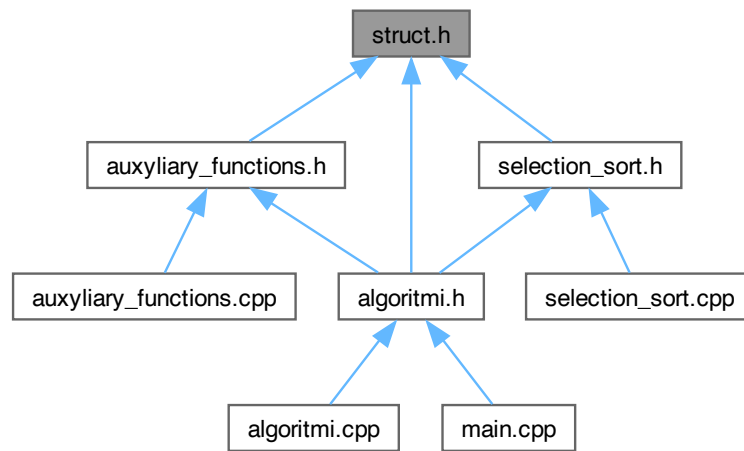 struct.h
auxyliary_functions.h
selection_sort.h
auxyliary_functions.cpp
algoritmi.h
selection_sort.cpp
algoritmi.cpp
main.cpp